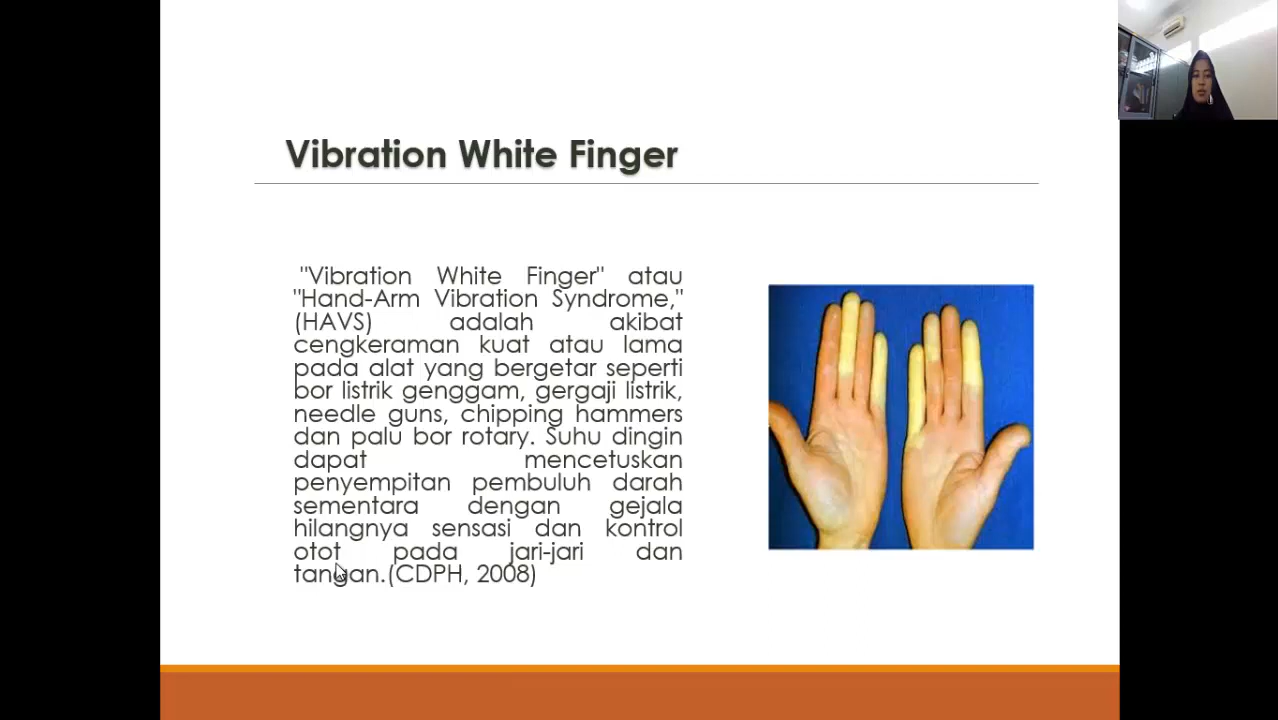 Vibration White Finger
"Vibration White Finger" atau
"Hand-Arm Vibration Syndrome,"
(HAVS) adalah akibat
cengkeraman kuat atau lama
pada alat yang bergetar seperti
bor listrik genggam, gergaji listrik,
needle guns, chipping hammers
dan palu bor rotary. Suhu dingin
dapat mencetuskan
penyempitan pembuluh darah
sementara dengan gejala
hilangnya sensasi dan kontrol
otot pada jari-jari dan
tangan.(CDPH, 2008)